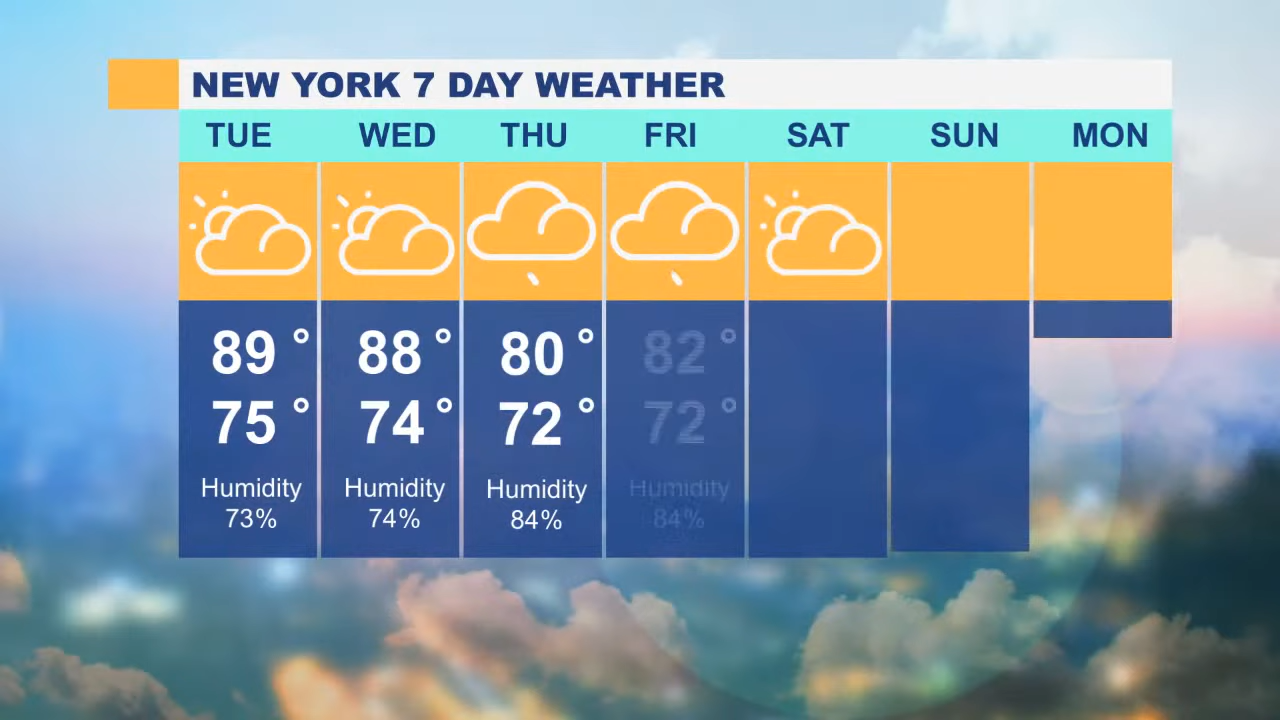 NEW YORK 7 DAY WEATHER
TUE WED THU FRI SAT SUN MON
89° 88° 80° 82°
75° 74° 72° 72°
Humidity Humidity Humidity Humidity
73% 74% 84% 84%